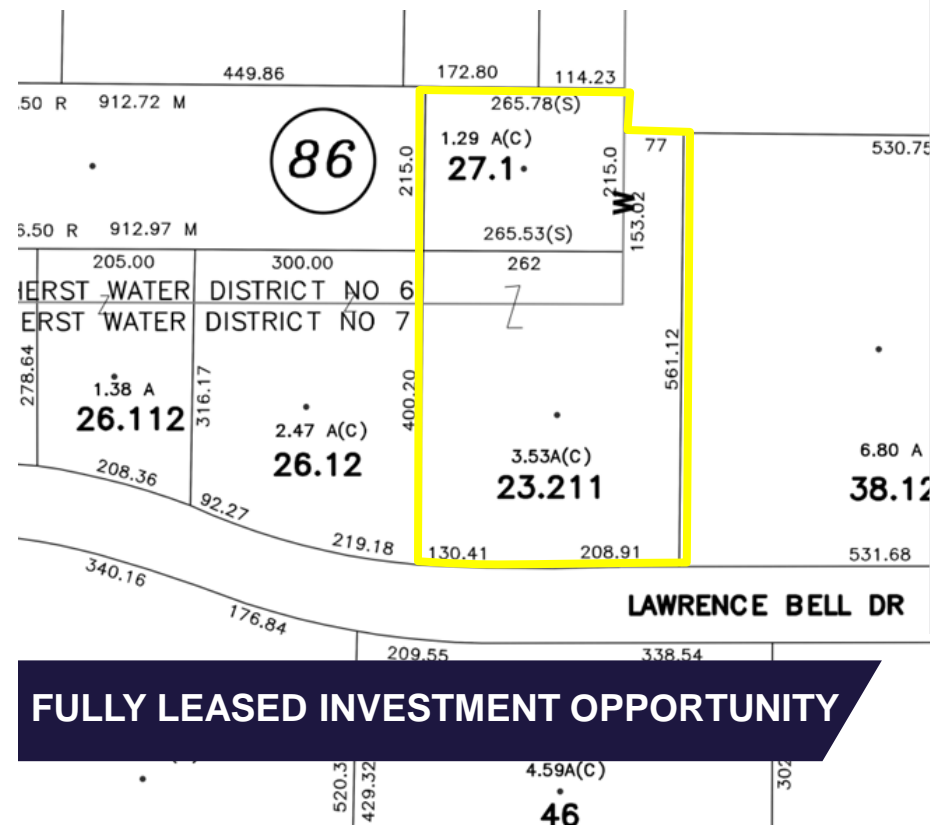 449.86
172.80
114.23
.50 R 912.72 M
265.78(S)
86
1.29 A(C)
27.1
215.0
215.0
77
530.75
W
153.02
6.50 R 912.97 M
265.53(S)
205.00
300.00
262
HERST WATER DISTRICT NO 6
ERST WATER DISTRICT NO 7
278.64
1.38 A
26.112
316.17
2.47 A(C)
26.12
400.20
561.12
3.53A(C)
23.211
6.80 A
38.12
208.36
92.27
219.18
130.41
208.91
531.68
340.16
176.84
LAWRENCE BELL DR
209.55
338.54
FULLY LEASED INVESTMENT OPPORTUNITY
520.3
429.32
4.59A(C)
46
302